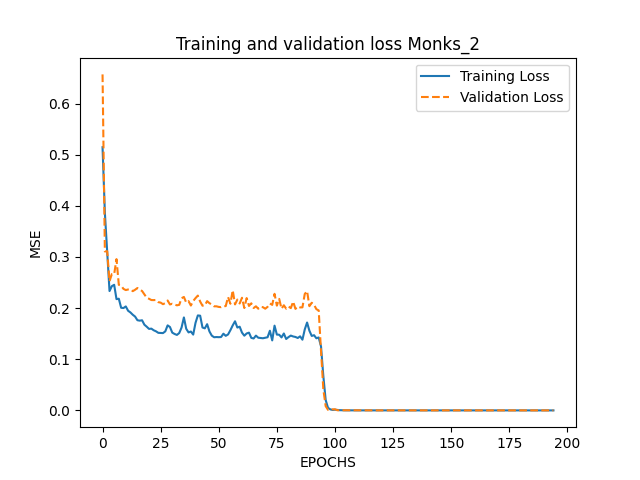 Training and validation loss Monks_2
Training Loss
Validation Loss
MSE
0.6
0.5
0.4
0.3
0.2
0.1
0.0
0 25 50 75 100 125 150 175 200
EPOCHS